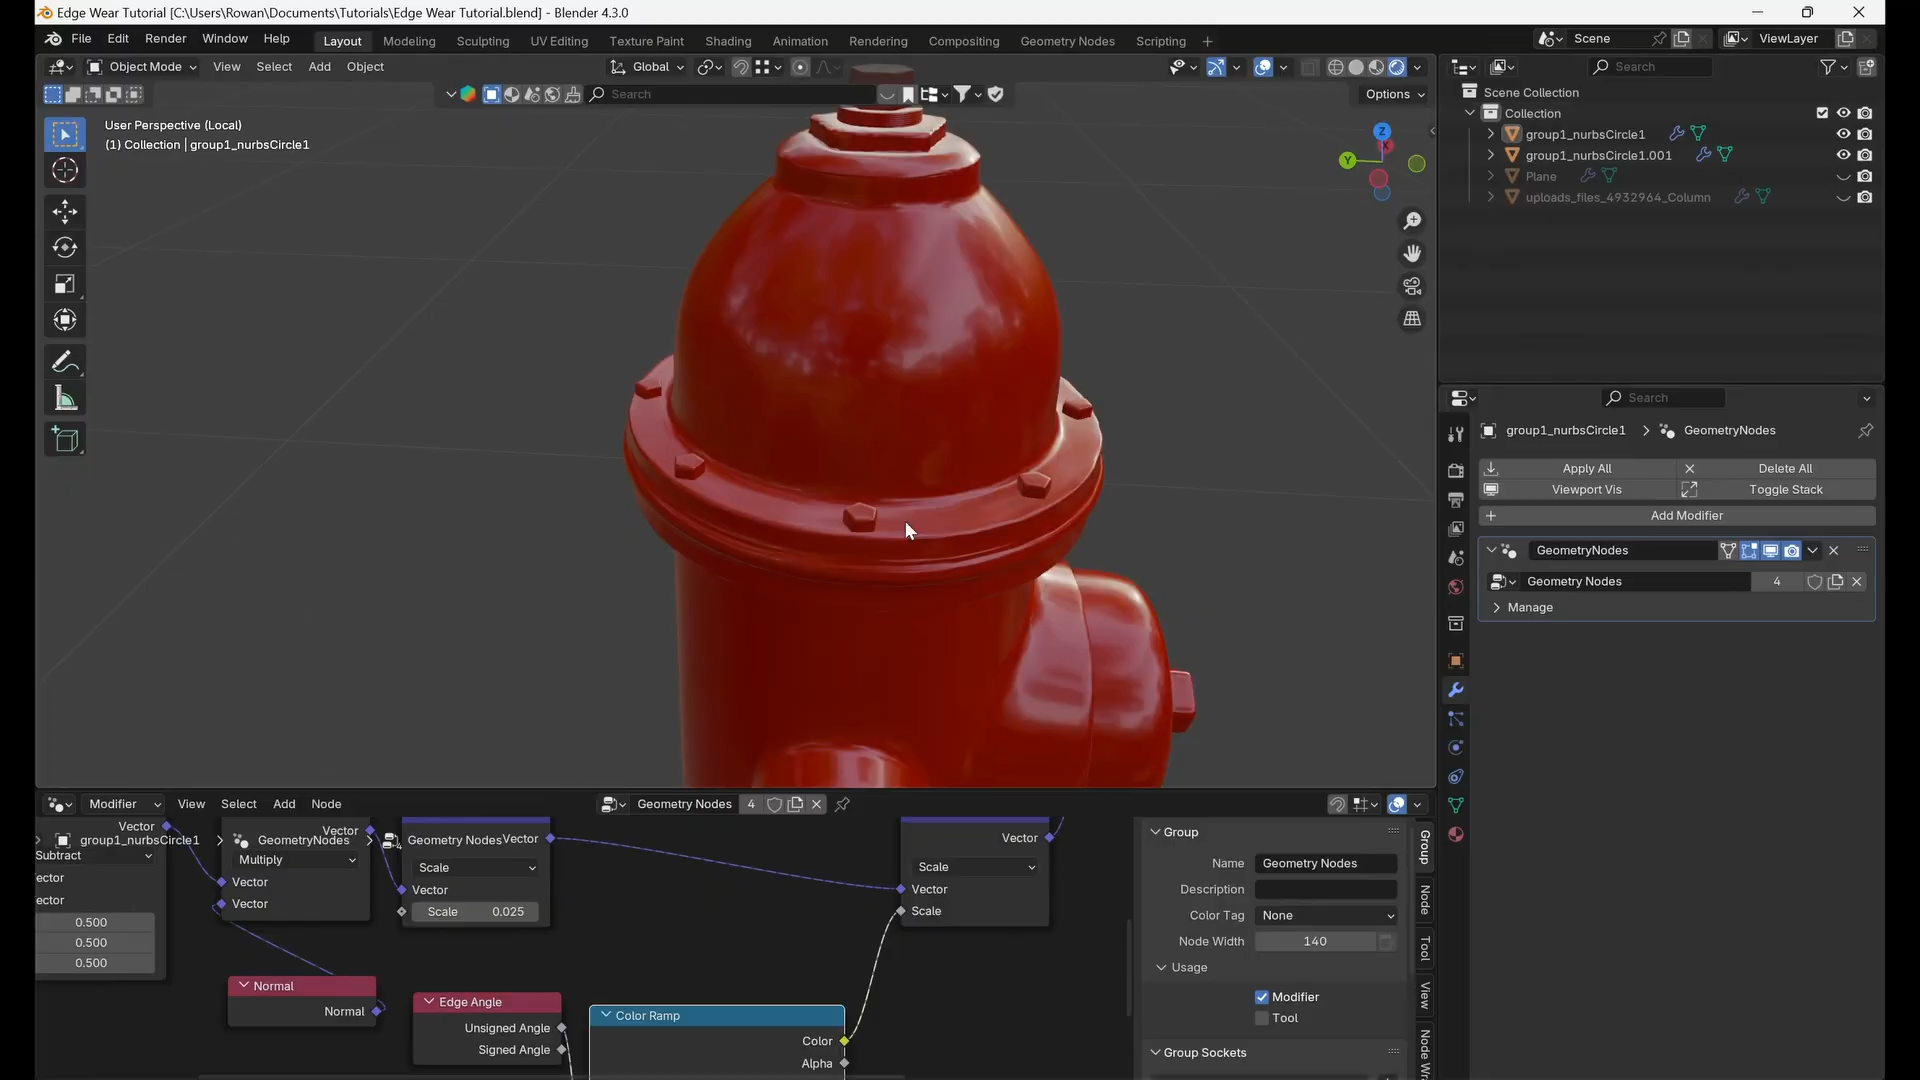 Edge Wear Tutorial [C:\Users\Rowan\Documents\Tutorials\Edge Wear Tutorial.blend] - Blender 4.3.0
File Edit Render Window Help
Layout Modeling Sculpting UV Editing Texture Paint Shading Animation Rendering Compositing Geometry Nodes Scripting +
Scene
ViewLayer
Object Mode View Select Add Object
Global
Search
Search
Options
User Perspective (Local)
(1) Collection | group1_nurbsCircle1
Z
X
Y
Scene Collection
Collection
group1_nurbsCircle1
group1_nurbsCircle1.001
Plane
uploads_files_4932964_Column
Search
group1_nurbsCircle1 > GeometryNodes
Apply All
Delete All
Viewport Vis
Toggle Stack
Add Modifier
GeometryNodes
Geometry Nodes 4
Manage
Modifier View Select Add Node
Geometry Nodes 4
Vector
group1_nurbsCircle1 > GeometryNodes > Geometry Nodes
Vector
Vector
Vector
Subtract
Multiply
Scale
Scale
ector
Vector
Vector
Vector
ector
Vector
Scale 0.025
Scale
0.500
0.500
0.500
Normal
Normal
Edge Angle
Unsigned Angle
Signed Angle
Color Ramp
Color
Alpha
Group
Name Geometry Nodes
Description
Color Tag None
Node Width 140
Usage
Modifier
Tool
Group Sockets
Group
Node
Tool
View
Node Wr